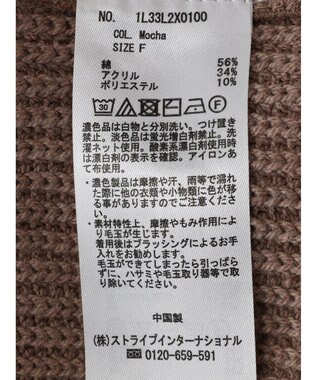 NO. 1L33L2X0100
COL. Mocha
SIZE F
綿 56%
アクリル 34%
ポリエステル 10%
30
F
濃色品は白物と分別洗い。つけ置き
禁止。淡色品は蛍光増白剤禁止。洗
濯ネット使用。酸素系漂白剤使用時
は漂白剤の表示を確認。アイロンあ
て布使用。
・濃色製品は摩擦や汗、雨等で濡れ
た際に他の衣類や小物類に色が移
る事がありますのでご注意くださ
い。
・素材特性上、摩擦やもみ作用によ
り毛玉が生じます。
着用後はブラッシングによるお手
入れをお勧めします。
毛玉ができてしまったら引っぱら
ずに、ハサミや毛玉取り器等で取
り除いてください。
中国製
(株)ストライプインターナショナル
0120-659-591